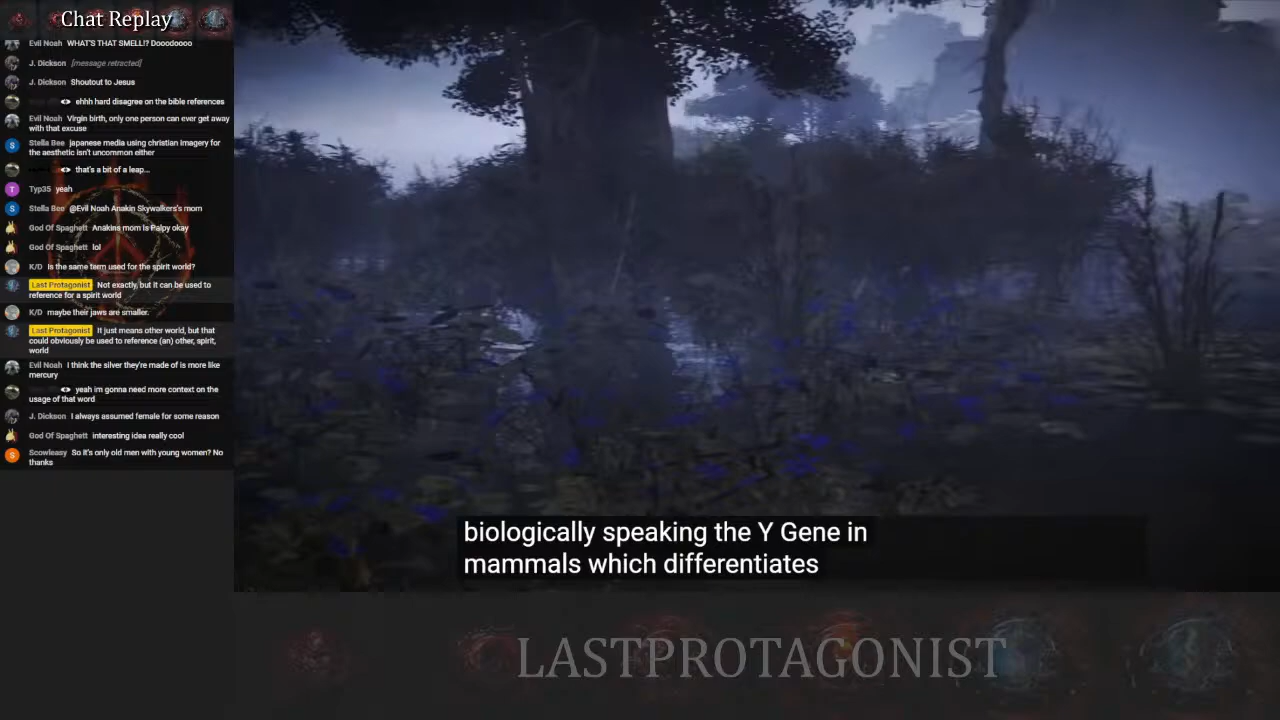 Chat Replay
Evil Noah WHAT'S THAT SMELL!? Dooodoooo
J. Dickson [message retracted]
J. Dickson Shoutout to Jesus
ehhh hard disagree on the bible references
Evil Noah Virgin birth, only one person can ever get away
with that excuse
Stella Bee japanese media using christian imagery for
the aesthetic isn't uncommon either
that's a bit of a leap...
Typ35 yeah
Stella Bee @Evil Noah Anakin Skywalkers's mom
God Of Spaghett Anakins mom is Palpy okay
God Of Spaghett lol
K/D Is the same term used for the spirit world?
Last Protagonist Not exactly, but it can be used to
reference for a spirit world
K/D maybe their jaws are smaller.
Last Protagonist It just means other world, but that
could obviously be used to reference (an) other, spirit,
world
Evil Noah I think the silver they're made of is more like
mercury
yeah im gonna need more context on the
usage of that word
J. Dickson I always assumed female for some reason
God Of Spaghett interesting idea really cool
Scowleasy So it's only old men with young women? No
thanks
biologically speaking the Y Gene in
mammals which differentiates
LASTPROTAGONIST